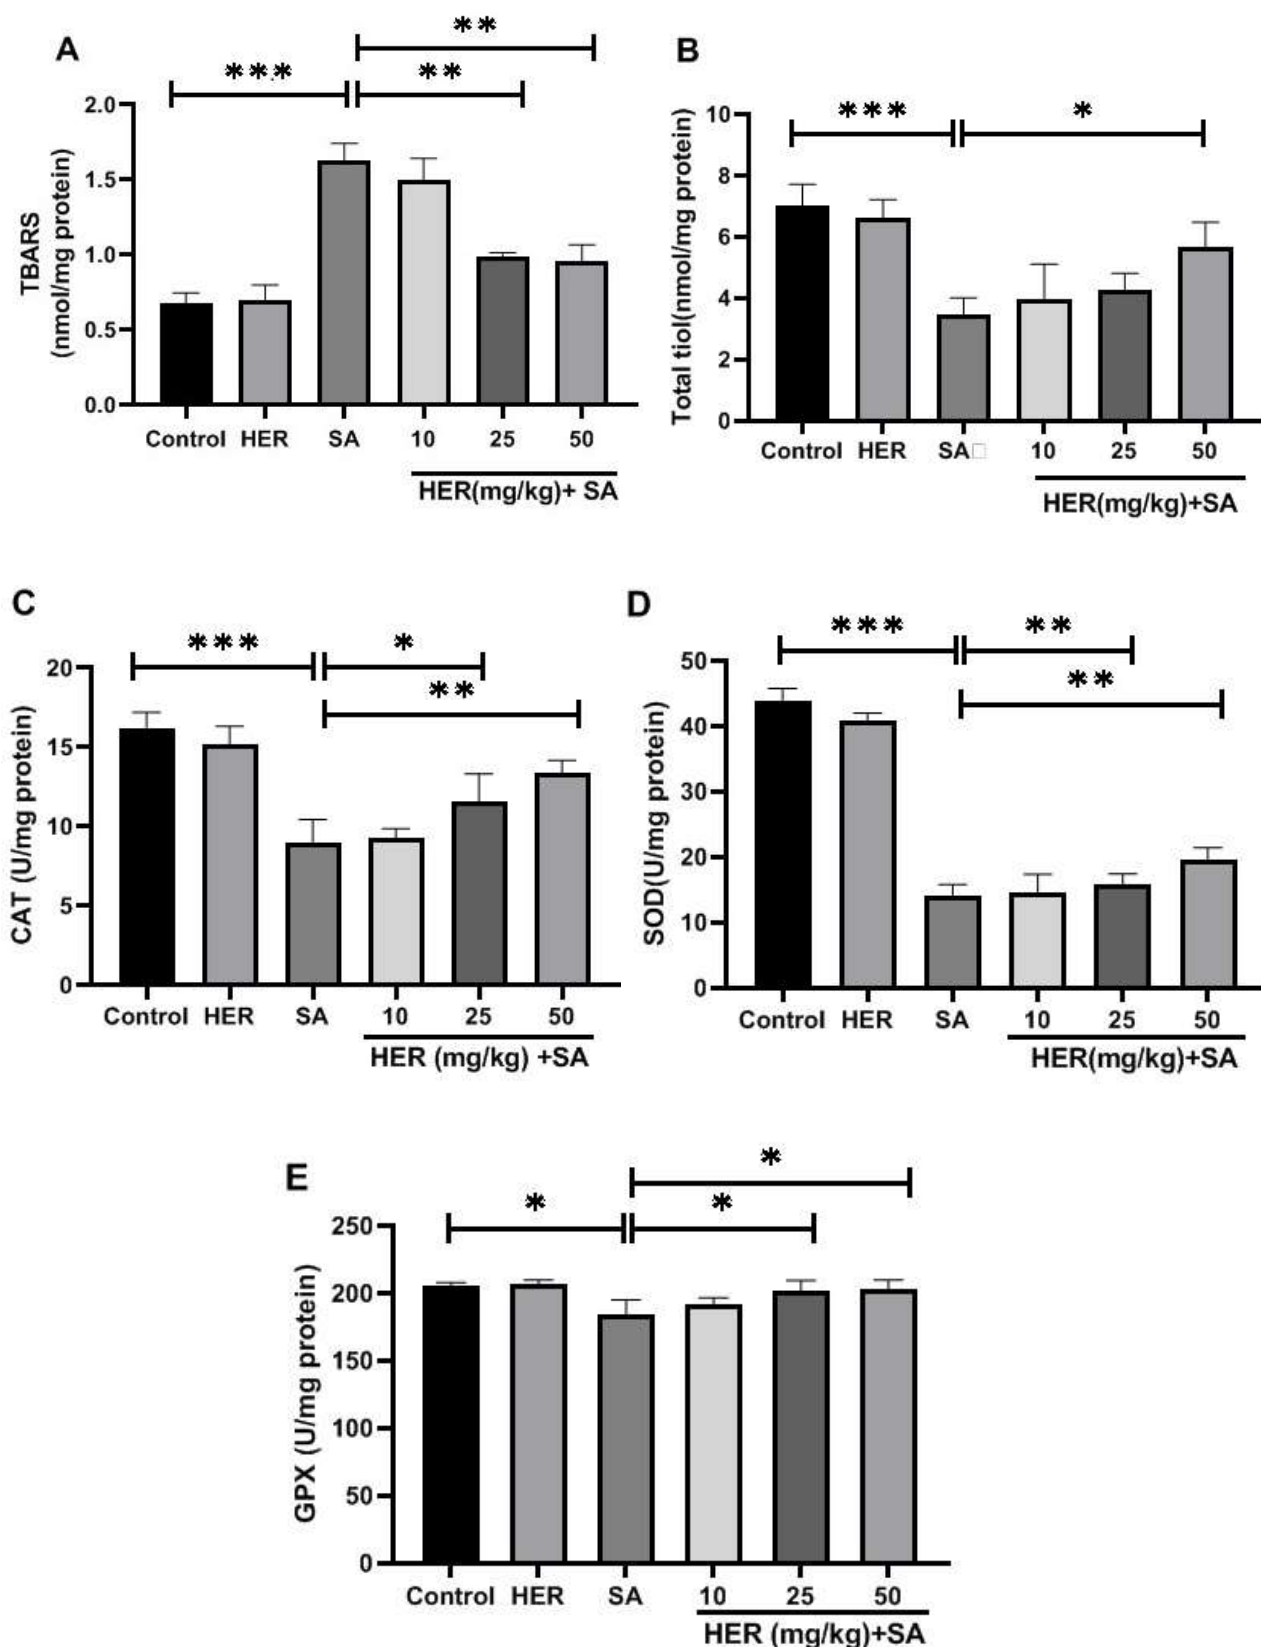 A
**
***
**
TBARS
(nmol/mg protein)
2.0
1.5
1.0
0.5
0.0
Control HER SA 10 25 50
HER(mg/kg)+ SA
B
***
*
Total tiol(nmol/mg protein)
10
8
6
4
2
0
Control HER SA□ 10 25 50
HER(mg/kg)+SA
C
***
*
**
CAT (U/mg protein)
20
15
10
5
0
Control HER SA 10 25 50
HER (mg/kg) +SA
D
***
**
**
SOD(U/mg protein)
50
40
30
20
10
0
Control HER SA 10 25 50
HER(mg/kg)+SA
E
*
*
*
GPX (U/mg protein)
250
200
150
100
50
0
Control HER SA 10 25 50
HER (mg/kg)+SA